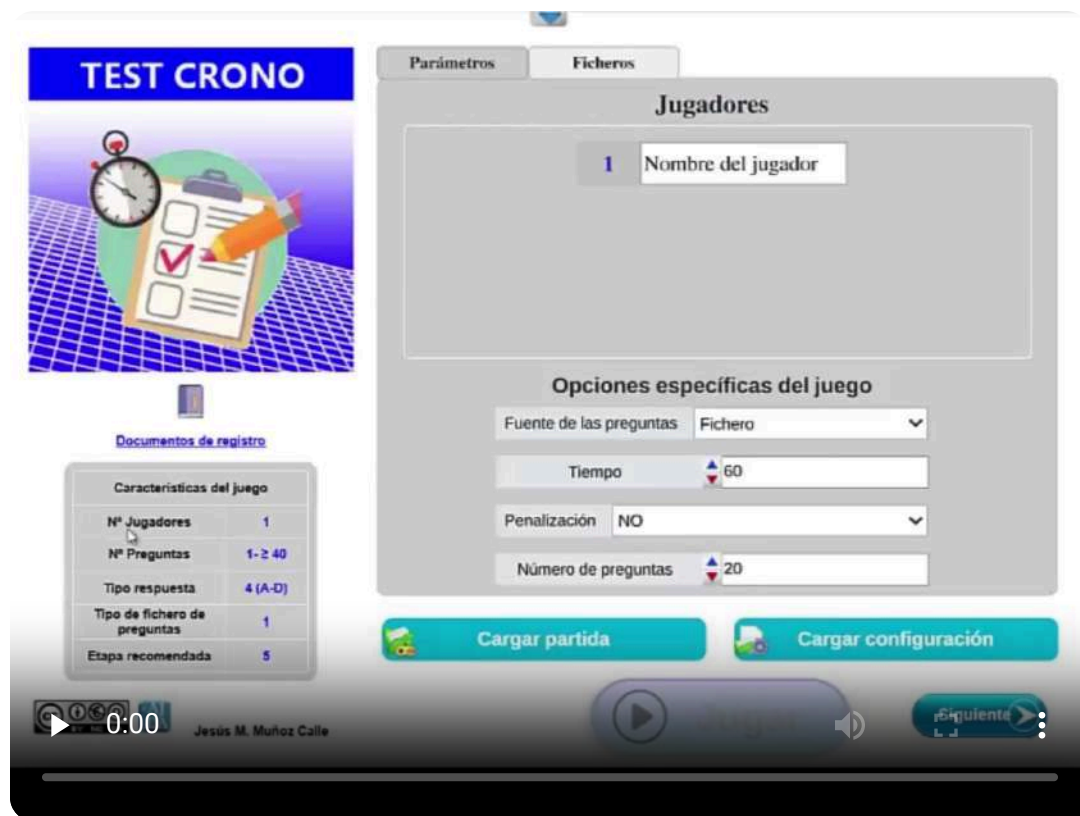 TEST CRONO
Documentos de registro
Características del juego
Nº Jugadores 1
Nº Preguntas 1- ≥ 40
Tipo respuesta 4 (A-D)
Tipo de fichero de
preguntas 1
Etapa recomendada 5
Jesús M. Muñoz Calle
Parámetros Ficheros
Jugadores
1 Nombre del jugador
Opciones específicas del juego
Fuente de las preguntas Fichero
Tiempo 60
Penalización NO
Número de preguntas 20
Cargar partida Cargar configuración
Jugar Siguiente
0:00